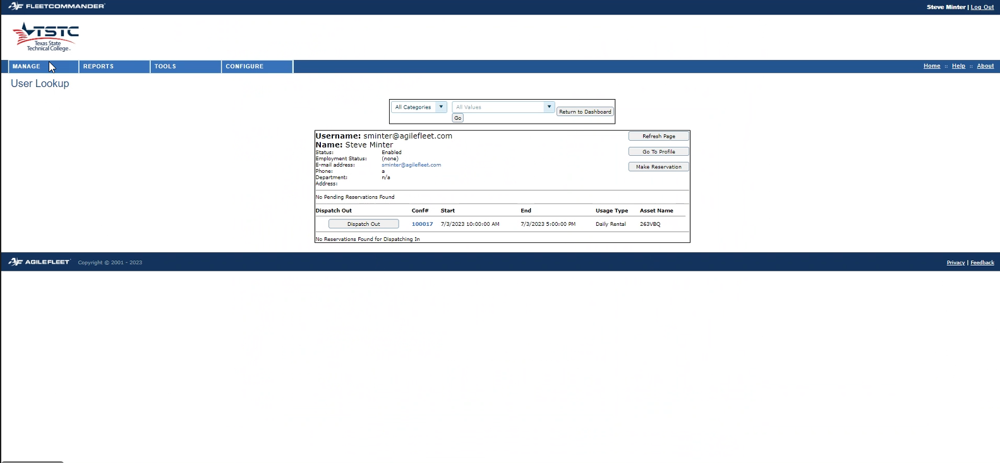 FLEETCOMMANDER
Steve Minter | Log Out
TSTC
Texas State
Technical College
MANAGE REPORTS TOOLS CONFIGURE
Home :: Help :: About
User Lookup
All Categories All Values Return to Dashboard
Go
Username: sminter@agilefleet.com Refresh Page
Name: Steve Minter
Status: Enabled Go To Profile
Employment Status: (none)
E-mail address: sminter@agilefleet.com Make Reservation
Phone: a
Department: n/a
Address:
No Pending Reservations Found
Dispatch Out Conf# Start End Usage Type Asset Name
Dispatch Out 100017 7/3/2023 10:00:00 AM 7/3/2023 5:00:00 PM Daily Rental 263VBQ
No Reservations Found for Dispatching In
AGILEFLEET Copyright © 2001 - 2023
Privacy | Feedback